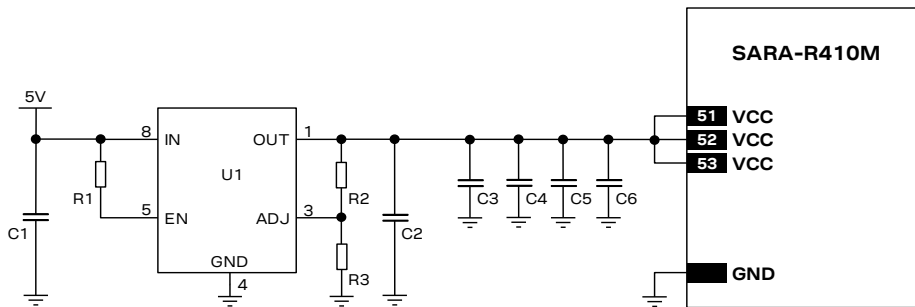 SARA-R410M
5V
51 VCC
8 IN OUT 1
52 VCC
53 VCC
U1
R1 R2
C3 C4 C5 C6
5 EN ADJ 3
C1 C2
GND
R3
4
GND